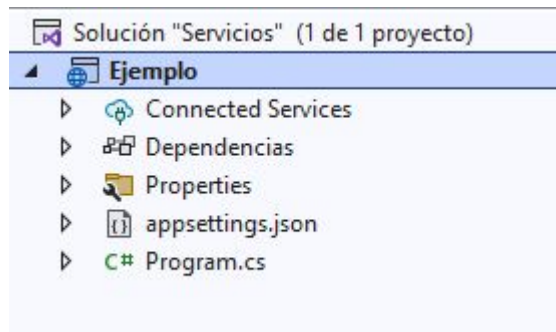 Solución "Servicios" (1 de 1 proyecto)
Ejemplo
Connected Services
Dependencias
Properties
appsettings.json
C# Program.cs